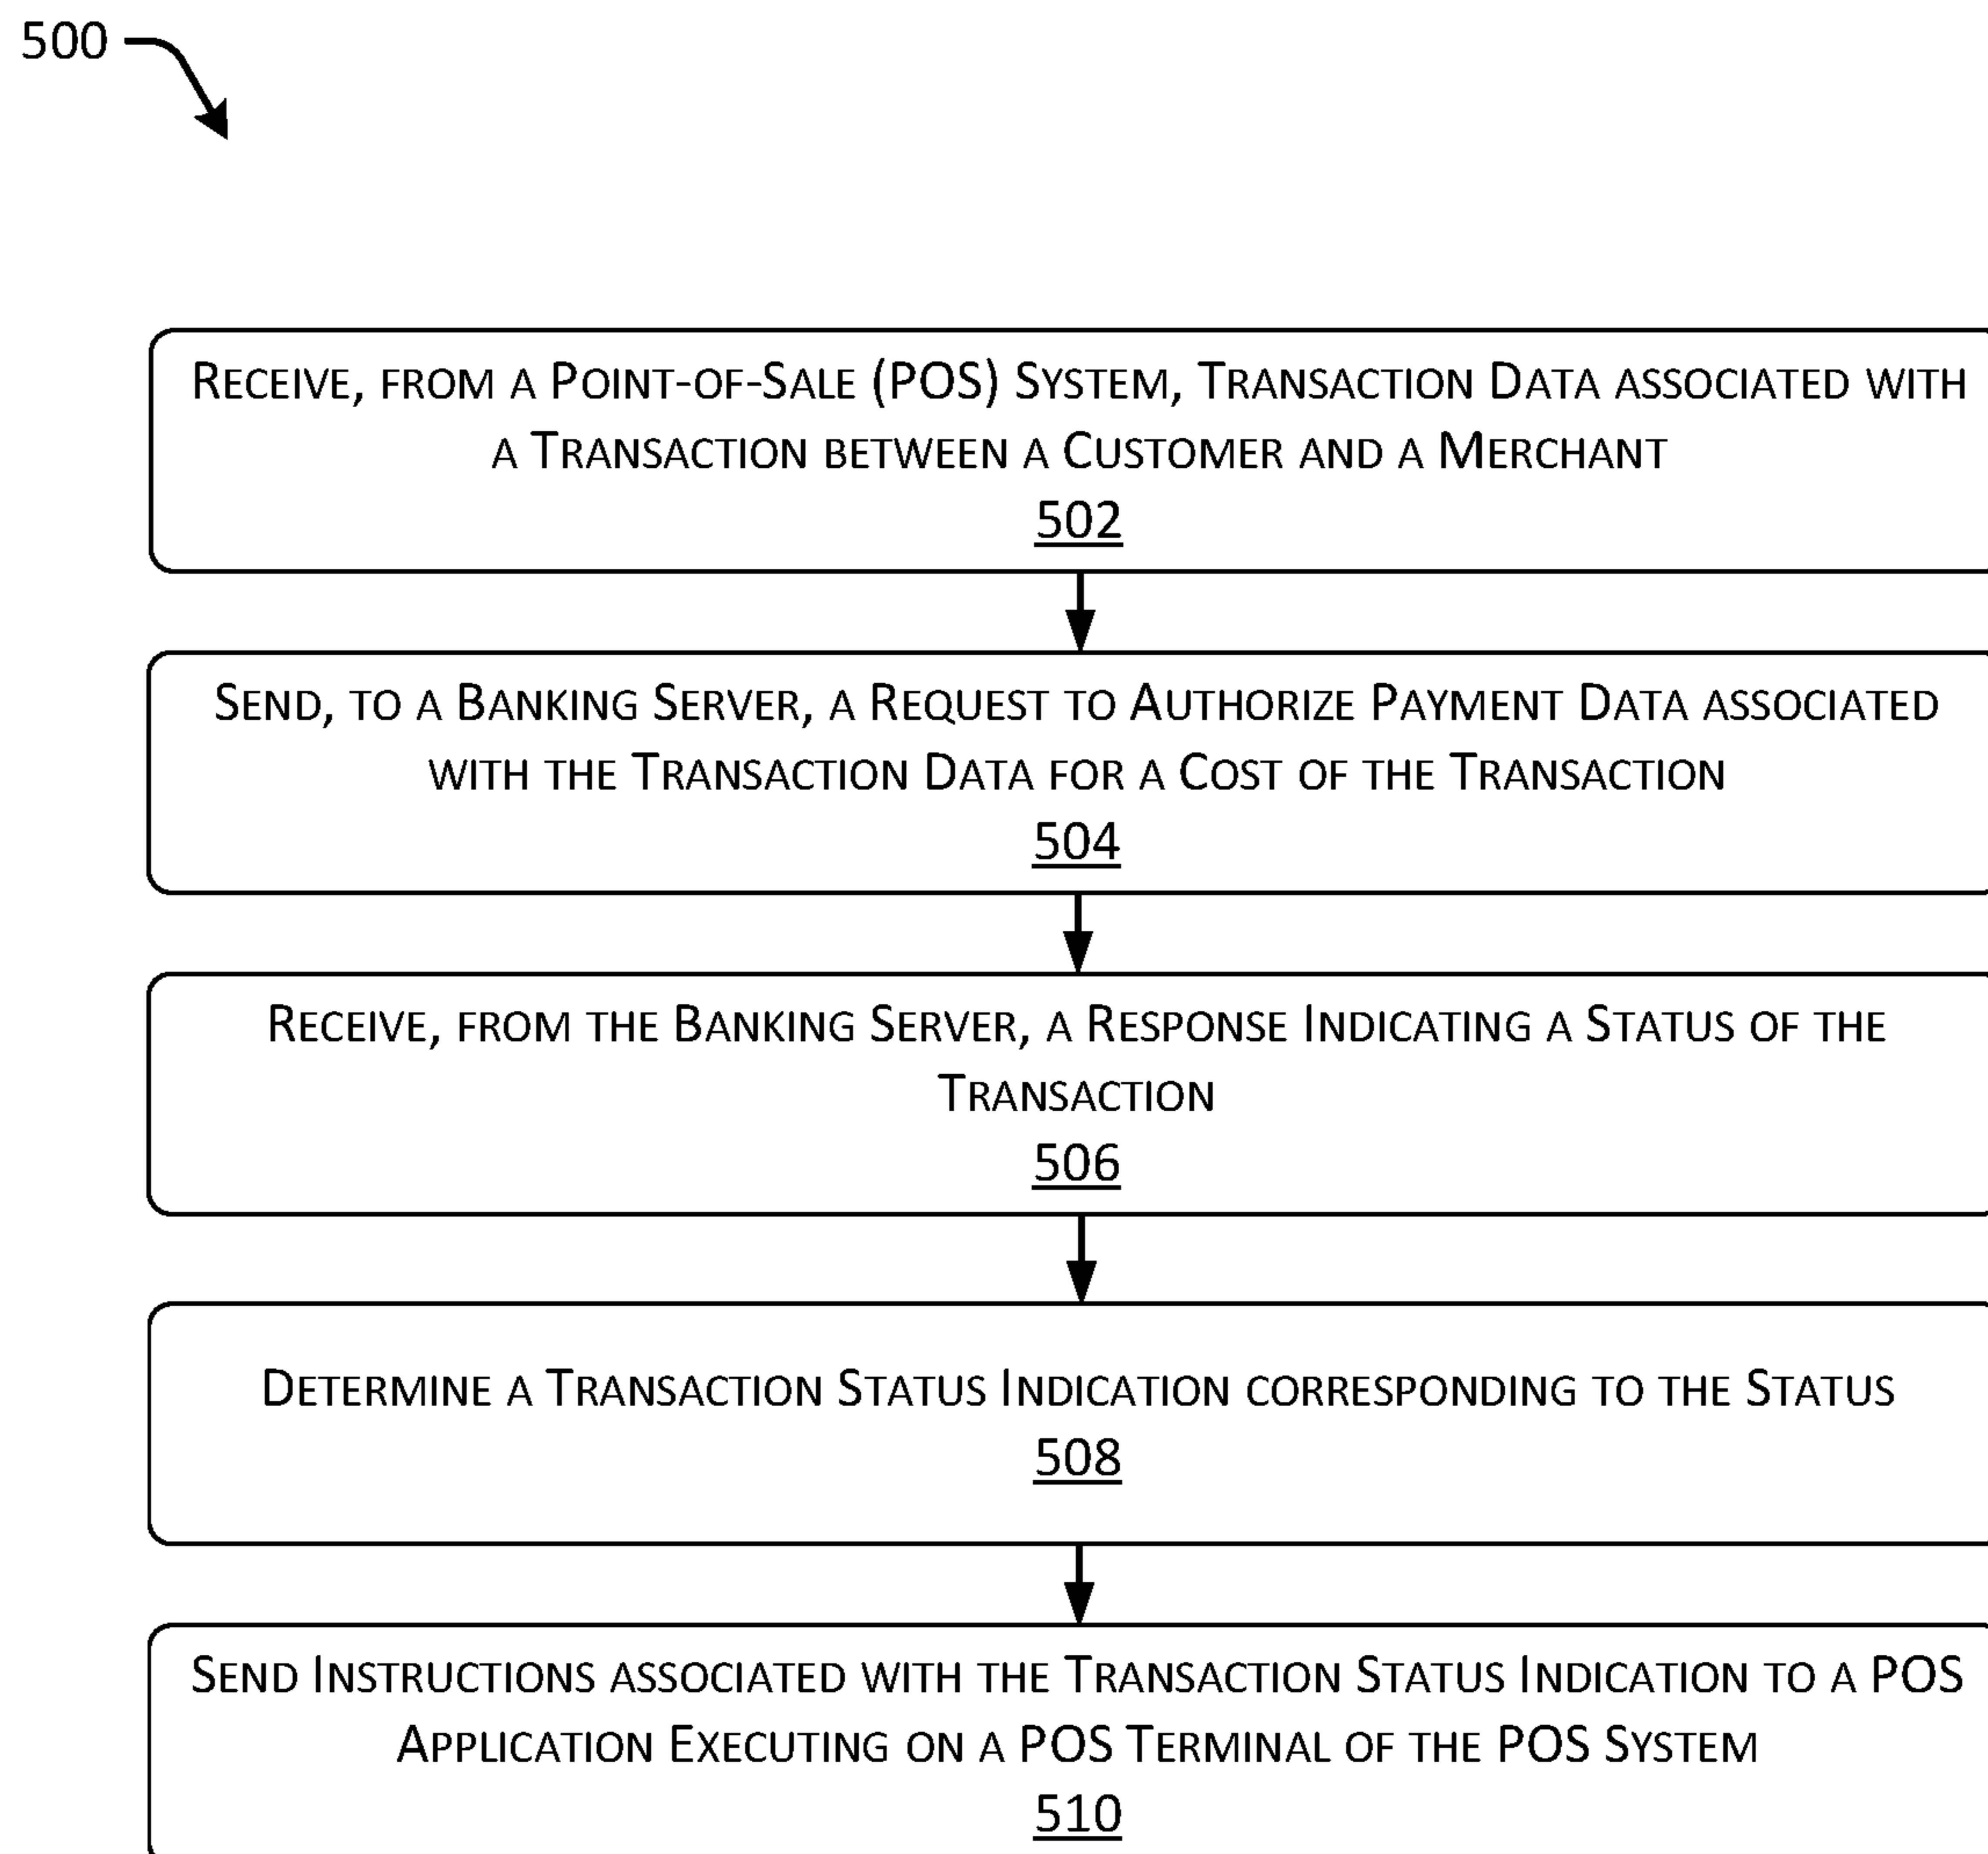 500
Receive, from a Point-of-Sale (POS) System, Transaction Data associated with
a Transaction between a Customer and a Merchant
502
Send, to a Banking Server, a Request to Authorize Payment Data associated
with the Transaction Data for a Cost of the Transaction
504
Receive, from the Banking Server, a Response Indicating a Status of the
Transaction
506
Determine a Transaction Status Indication corresponding to the Status
508
Send Instructions associated with the Transaction Status Indication to a POS
Application Executing on a POS Terminal of the POS System
510